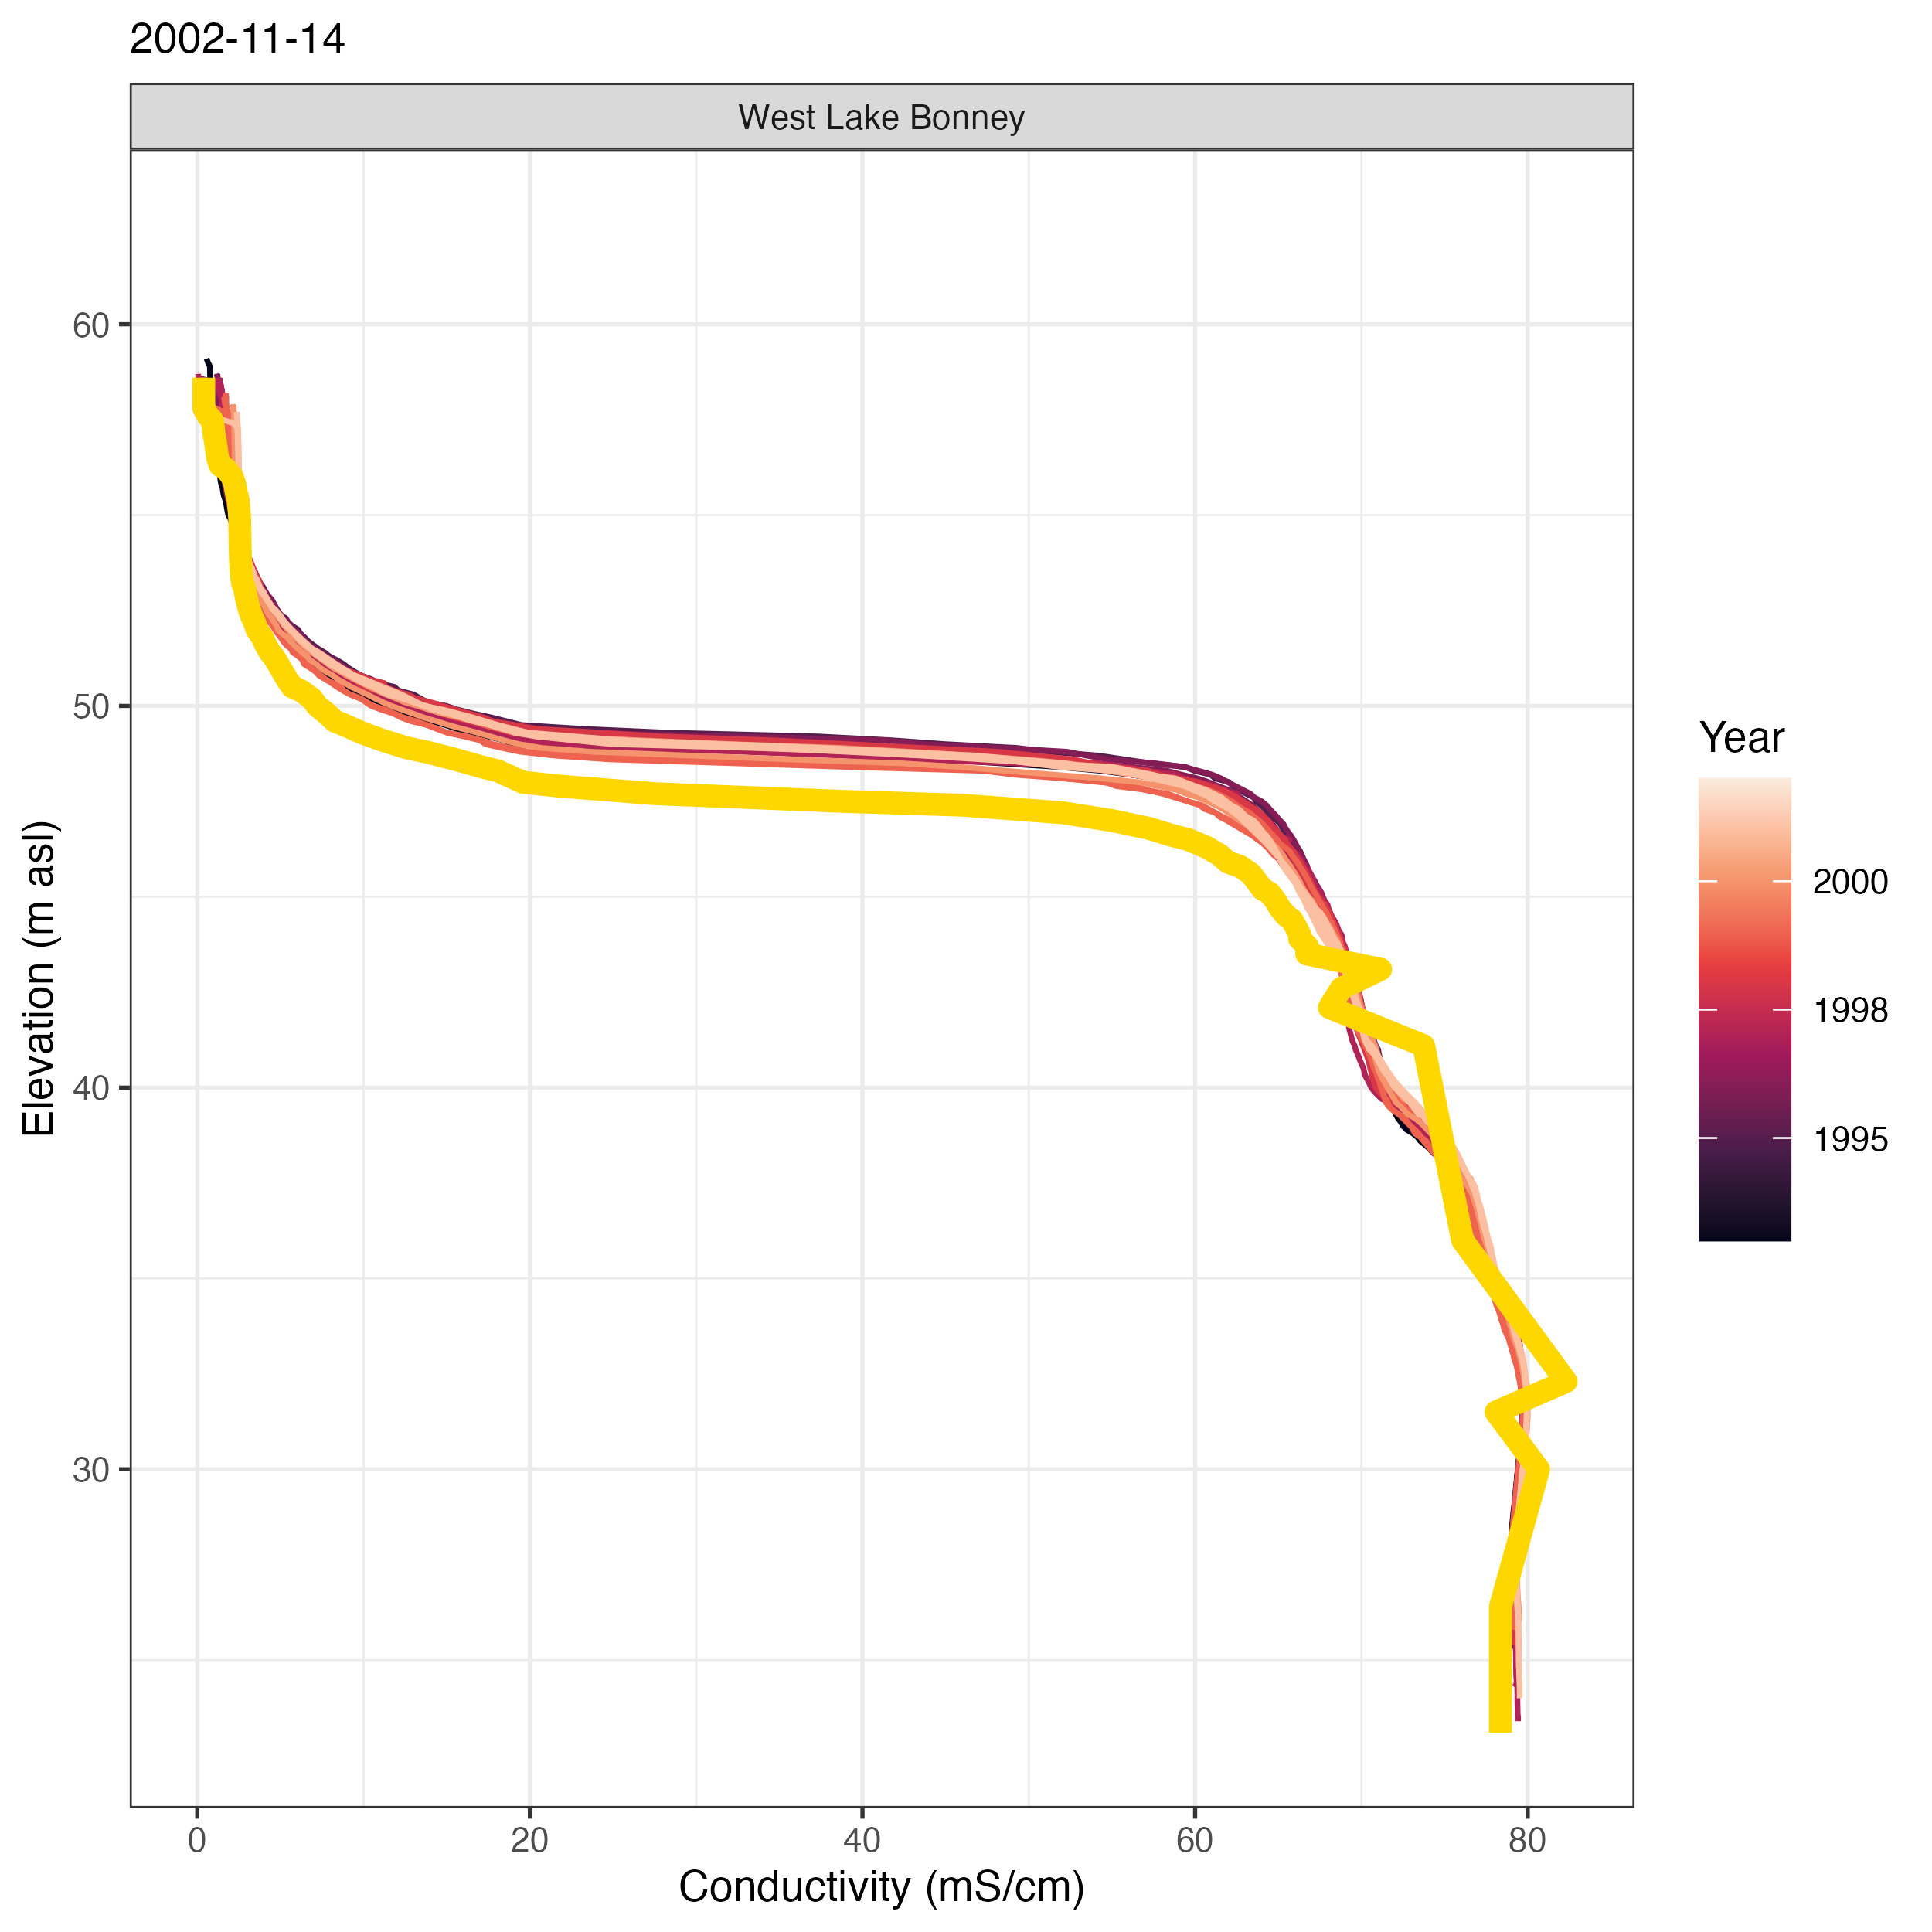 2002-11-14
West Lake Bonney
60
50
40
30
Elevation (m asl)
0 20 40 60 80
Conductivity (mS/cm)
Year
2000
1998
1995